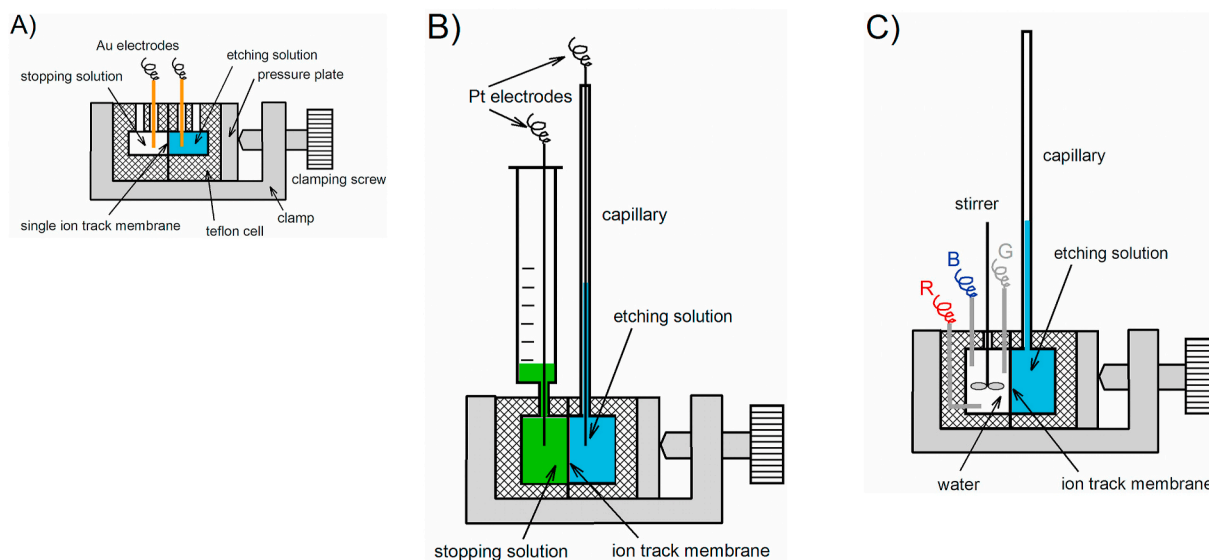 A)
Au electrodes
etching solution
stopping solution
pressure plate
clamping screw
single ion track membrane
clamp
teflon cell
B)
Pt electrodes
capillary
etching solution
stopping solution
ion track membrane
C)
capillary
stirrer
G
B
R
etching solution
water
ion track membrane